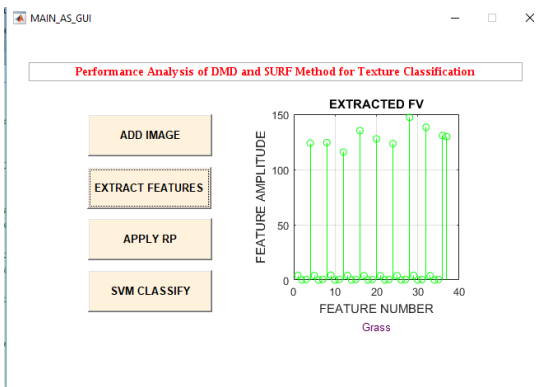 MAIN_AS_GUI
Performance Analysis of DMD and SURF Method for Texture Classification
ADD IMAGE
EXTRACT FEATURES
APPLY RP
SVM CLASSIFY
EXTRACTED FV
FEATURE AMPLITUDE
150
100
50
0
0 10 20 30 40
FEATURE NUMBER
Grass